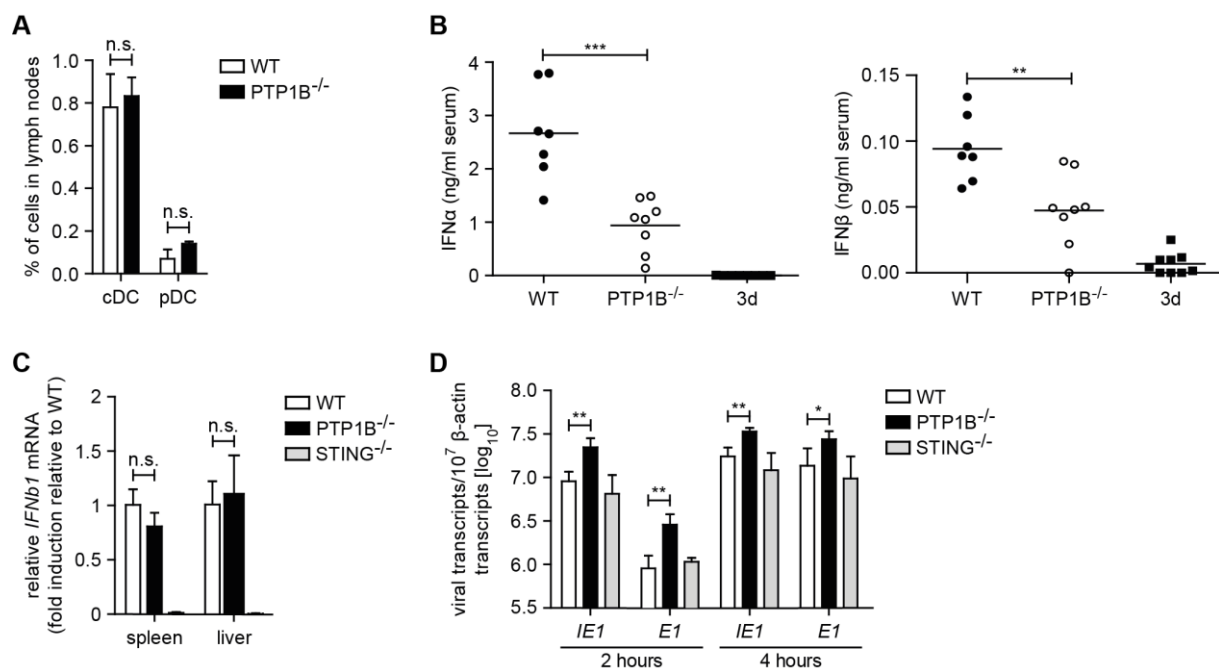 A
% of cells in lymph nodes
1.0
0.8
0.6
0.4
0.2
0.0
n.s.
n.s.
cDC
pDC
WT
PTP1B-/-
B
IFNα (ng/ml serum)
4
3
2
1
0
***
WT
PTP1B-/-
3d
IFNβ (ng/ml serum)
0.15
0.10
0.05
0.00
**
WT
PTP1B-/-
3d
C
relative IFNb1 mRNA
(fold induction relative to WT)
2
1.5
1
0.5
0
n.s.
n.s.
spleen
liver
WT
PTP1B-/-
STING-/-
D
viral transcripts/10⁷ β-actin
transcripts [log₁₀]
8.0
7.5
7.0
6.5
6.0
5.5
**
**
**
*
IE1
E1
IE1
E1
2 hours
4 hours
WT
PTP1B-/-
STING-/-